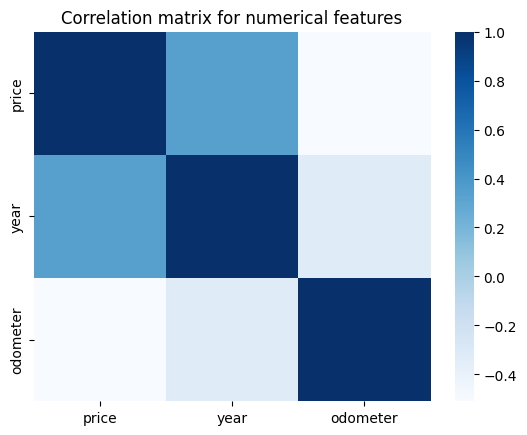 Correlation matrix for numerical features
price
year
odometer
price
year
odometer
1.0
0.8
0.6
0.4
0.2
0.0
−0.2
−0.4